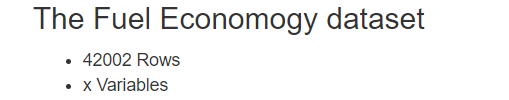 The Fuel Economogy dataset
• 42002 Rows
• x Variables